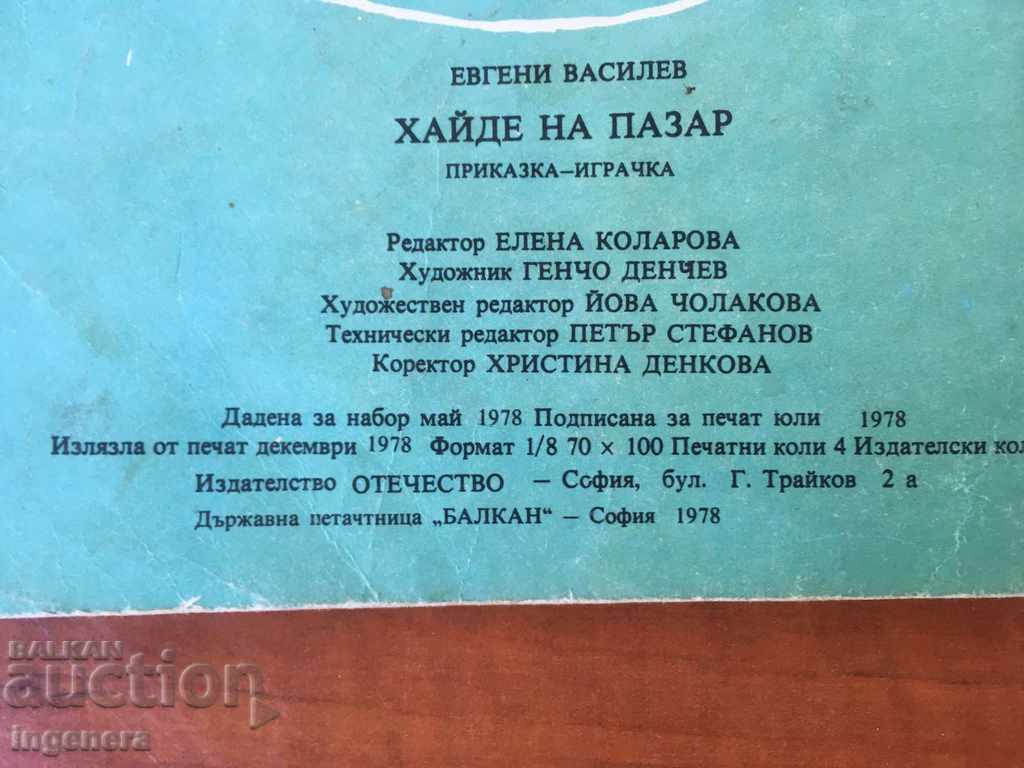 ЕВГЕНИ ВАСИЛЕВ
ХАЙДЕ НА ПАЗАР
ПРИКАЗКА–ИГРАЧКА
Редактор ЕЛЕНА КОЛАРОВА
Художник ГЕНЧО ДЕНЧЕВ
Художествен редактор ЙОВА ЧОЛАКОВА
Технически редактор ПЕТЪР СТЕФАНОВ
Коректор ХРИСТИНА ДЕНКОВА
Дадена за набор май 1978 Подписана за печат юли 1978
Излязла от печат декември 1978 Формат 1/8 70 × 100 Печатни коли 4 Издателски
Издателство ОТЕЧЕСТВО – София, бул. Г. Трайков 2 а
Държавна петачтница „БАЛКАН“ – София 1978
BALKAN
auction
ingenera